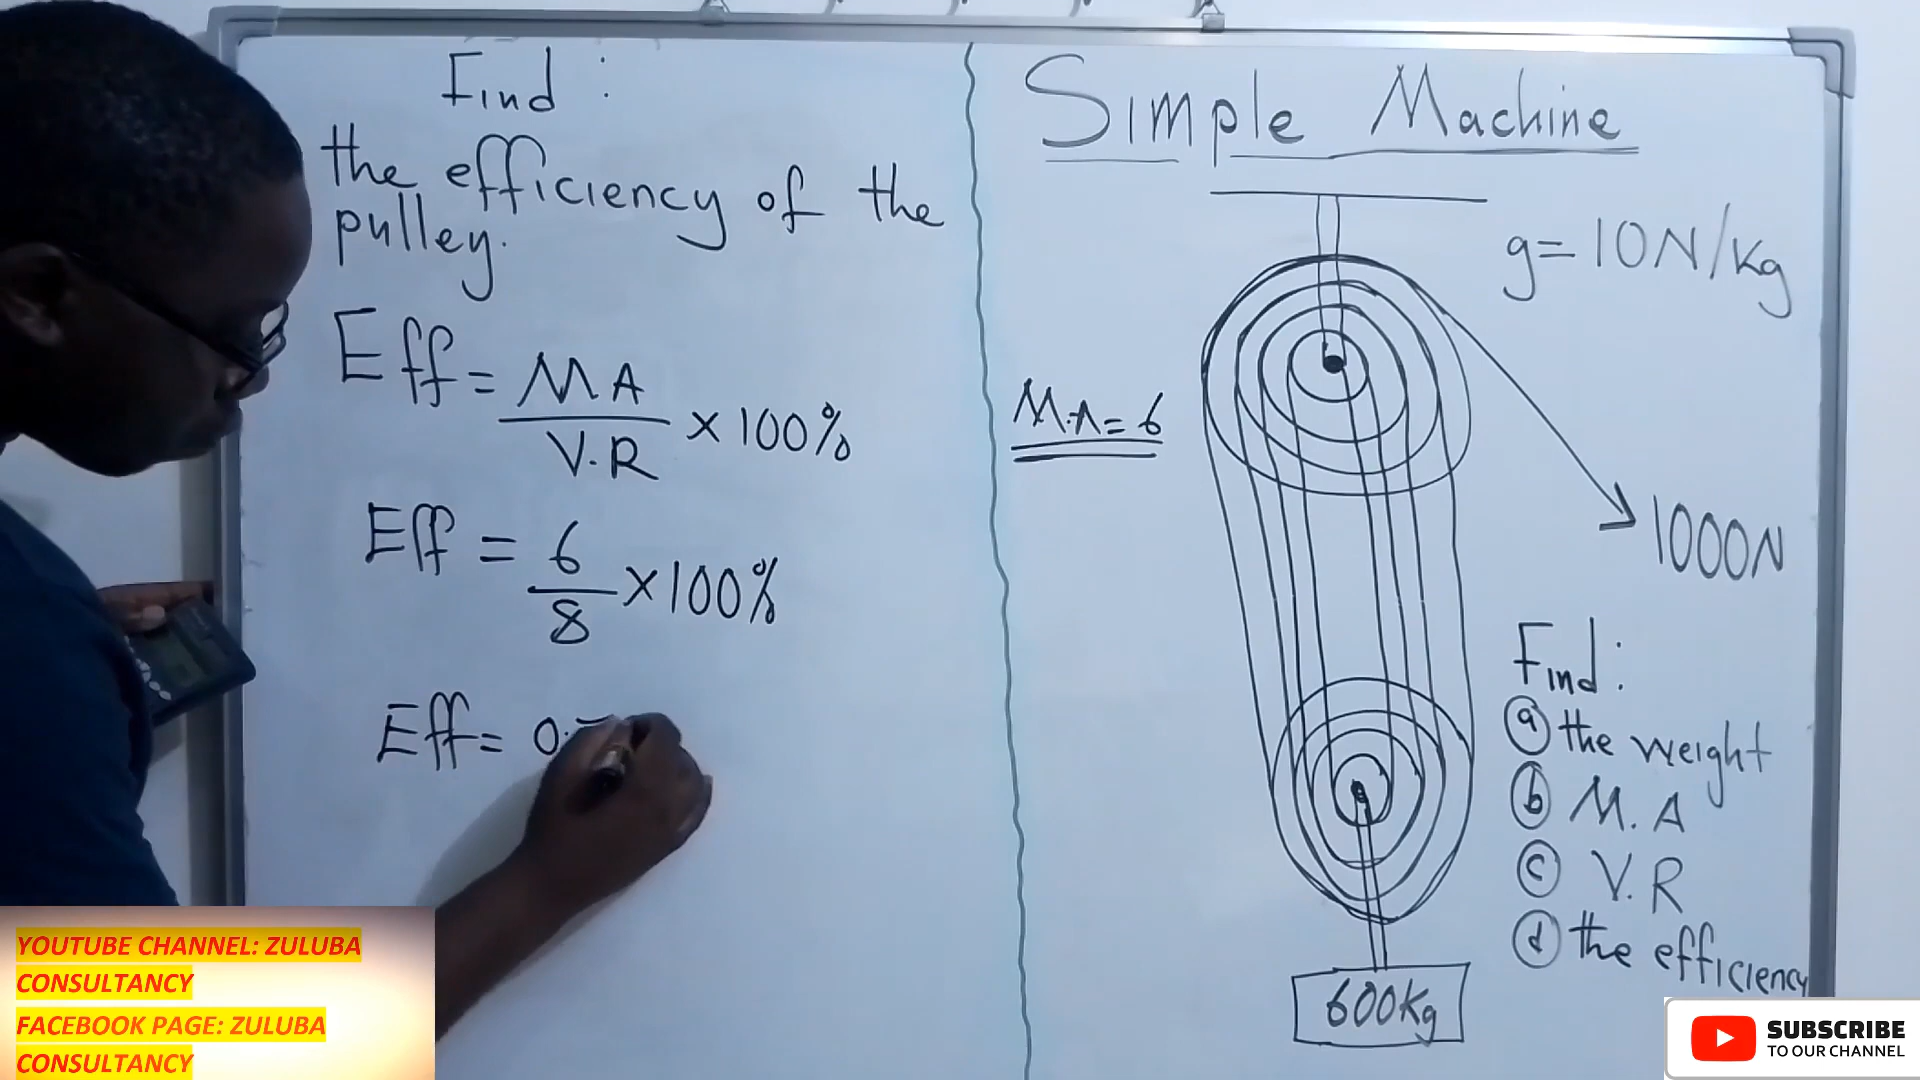 Find :
the efficiency of the
pulley.
Eff = MA / V.R × 100%
Eff = 6 / 8 × 100%
Eff = 0.
Simple Machine
g = 10N/kg
M.A = 6
1000N
Find :
(a) the weight
(b) M.A
(c) V.R
(d) the efficiency
600Kg
YOUTUBE CHANNEL: ZULUBA
CONSULTANCY
FACEBOOK PAGE: ZULUBA
CONSULTANCY
SUBSCRIBE
TO OUR CHANNEL